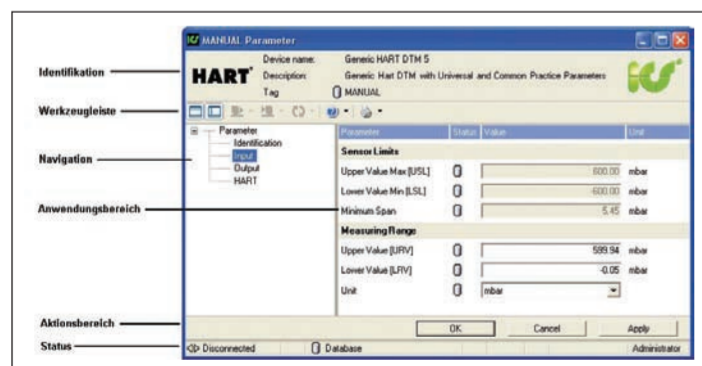 MANUAL Parameter
Identifikation
HART
Device name: Generic HART DTM 5
Description: Generic Hart DTM with Universal and Common Practice Parameters
Tag MANUAL
Werkzeugleiste
Navigation
Parameter
Identification
Input
Output
HART
Anwendungsbereich
Parameter Status Value Unit
Sensor Limits
Upper Value Max [USL] 600.00 mbar
Lower Value Min [LSL] -600.00 mbar
Minimum Span 5.45 mbar
Measuring Range
Upper Value [URV] 599.94 mbar
Lower Value [LRV] -0.05 mbar
Unit mbar
Aktionsbereich
OK Cancel Apply
Status
Disconnected Database Administrator